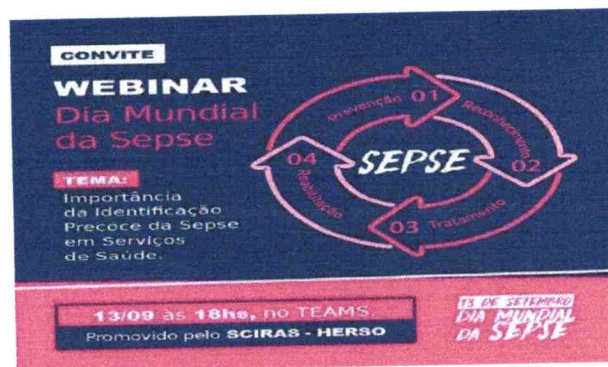 CONVITE
WEBINAR
Dia Mundial
da Sepse
TEMA:
Importância
da Identificação
Precoce da Sepse
em Serviços
de Saúde.
Prevenção 01
Reconhecimento
02
03 Tratamento
04
Reabilitação
SEPSE
13/09 às 18hs, no TEAMS.
Promovido pelo SCIRAS - HERSO
13 DE SETEMBRO
DIA MUNDIAL
DA SEPSE